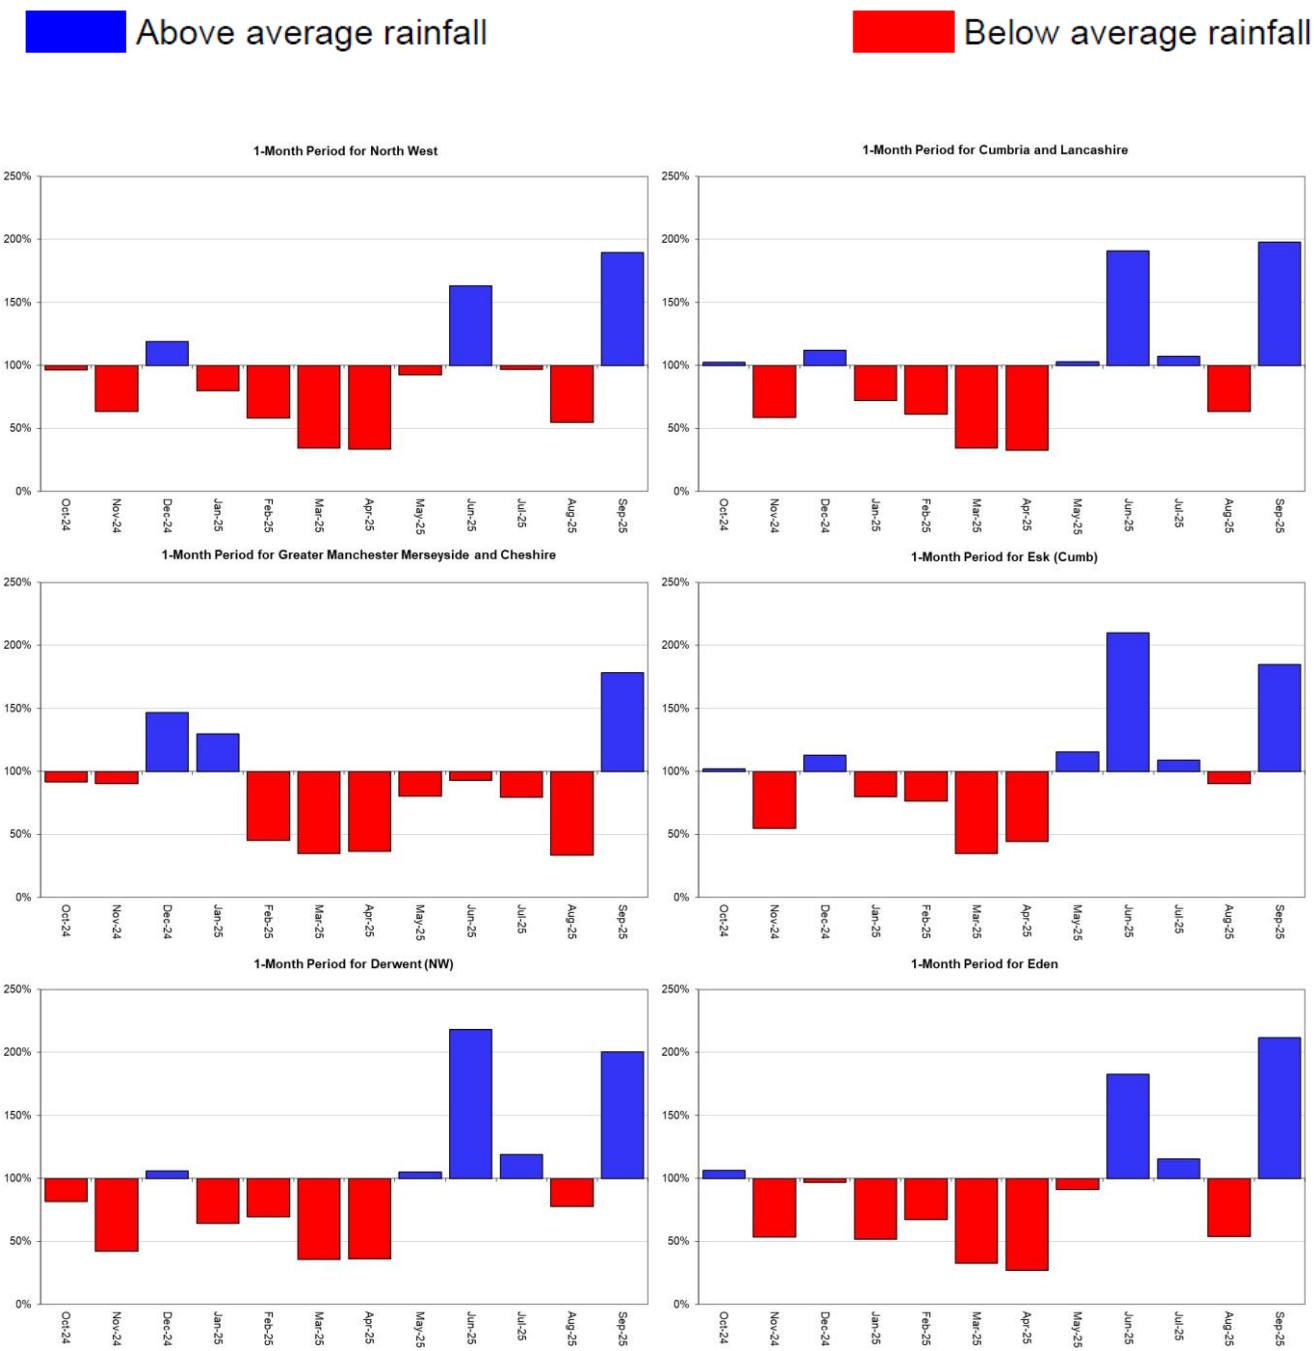 Above average rainfall
Below average rainfall
1-Month Period for North West
250%
200%
150%
100%
50%
0%
Oct-24
Nov-24
Dec-24
Jan-25
Feb-25
Mar-25
Apr-25
May-25
Jun-25
Jul-25
Aug-25
Sep-25
1-Month Period for Cumbria and Lancashire
250%
200%
150%
100%
50%
0%
Oct-24
Nov-24
Dec-24
Jan-25
Feb-25
Mar-25
Apr-25
May-25
Jun-25
Jul-25
Aug-25
Sep-25
1-Month Period for Greater Manchester Merseyside and Cheshire
250%
200%
150%
100%
50%
0%
Oct-24
Nov-24
Dec-24
Jan-25
Feb-25
Mar-25
Apr-25
May-25
Jun-25
Jul-25
Aug-25
Sep-25
1-Month Period for Esk (Cumb)
250%
200%
150%
100%
50%
0%
Oct-24
Nov-24
Dec-24
Jan-25
Feb-25
Mar-25
Apr-25
May-25
Jun-25
Jul-25
Aug-25
Sep-25
1-Month Period for Derwent (NW)
250%
200%
150%
100%
50%
0%
Oct-24
Nov-24
Dec-24
Jan-25
Feb-25
Mar-25
Apr-25
May-25
Jun-25
Jul-25
Aug-25
Sep-25
1-Month Period for Eden
250%
200%
150%
100%
50%
0%
Oct-24
Nov-24
Dec-24
Jan-25
Feb-25
Mar-25
Apr-25
May-25
Jun-25
Jul-25
Aug-25
Sep-25